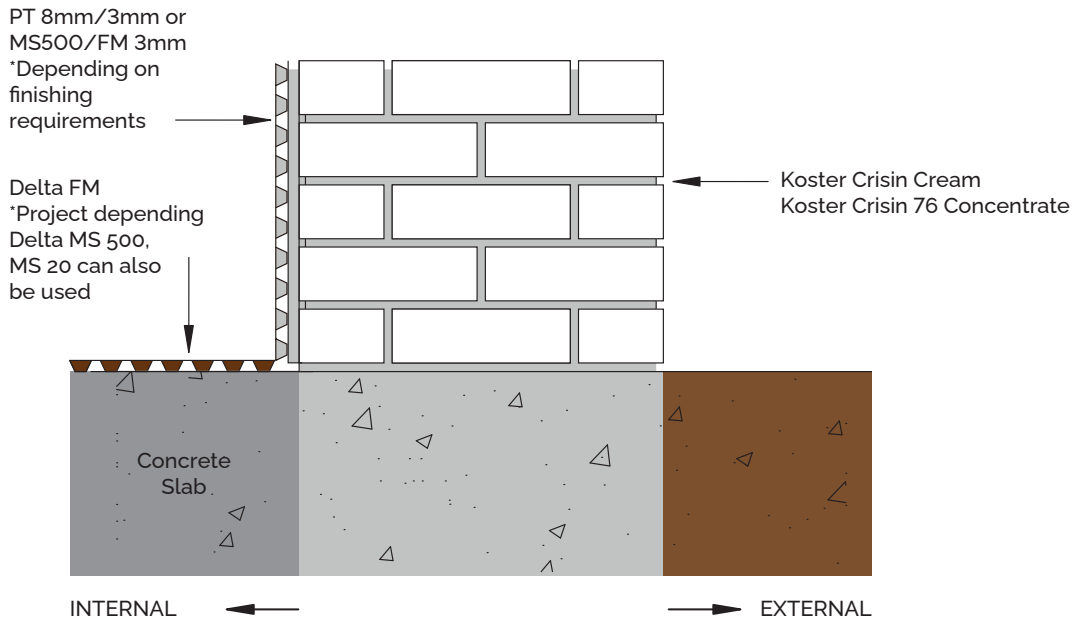 PT 8mm/3mm or
MS500/FM 3mm
*Depending on
finishing
requirements
Delta FM
*Project depending
Delta MS 500,
MS 20 can also
be used
Koster Crisin Cream
Koster Crisin 76 Concentrate
Concrete
Slab
INTERNAL
EXTERNAL